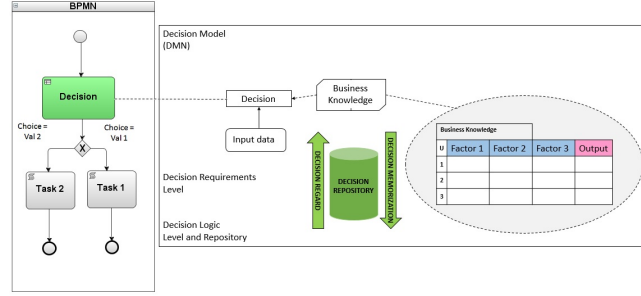 BPMN
Decision
Choice =
Val 2
Choice =
Val 1
X
Task 2
Task 1
Decision Model
(DMN)
Decision
Business
Knowledge
Input data
Decision Requirements
Level
DECISION REGARD
DECISION
REPOSITORY
DECISION MEMORIZATION
Decision Logic
Level and Repository
Business Knowledge
U Factor 1 Factor 2 Factor 3 Output
1
2
3